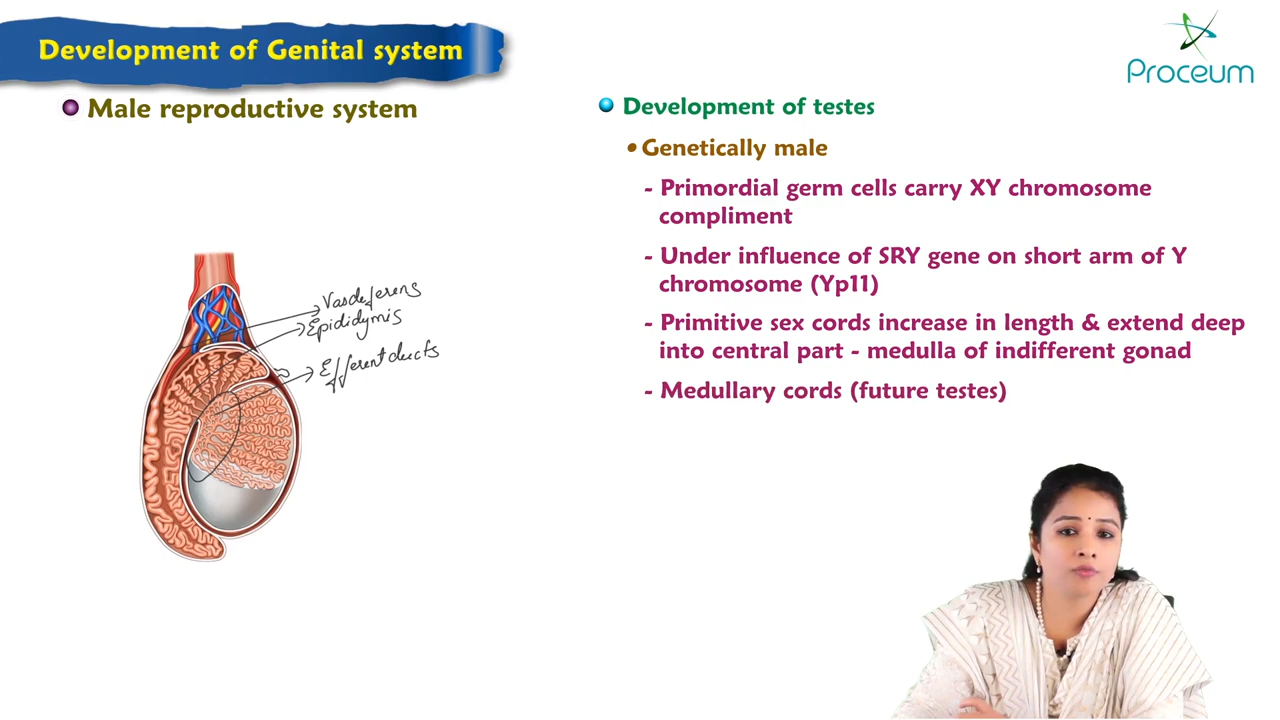 Development of Genital system
Proceum
Male reproductive system
Vasdeferens
Epididymis
Efferent ducts
Development of testes
Genetically male
- Primordial germ cells carry XY chromosome
compliment
- Under influence of SRY gene on short arm of Y
chromosome (Yp11)
- Primitive sex cords increase in length & extend deep
into central part - medulla of indifferent gonad
- Medullary cords (future testes)